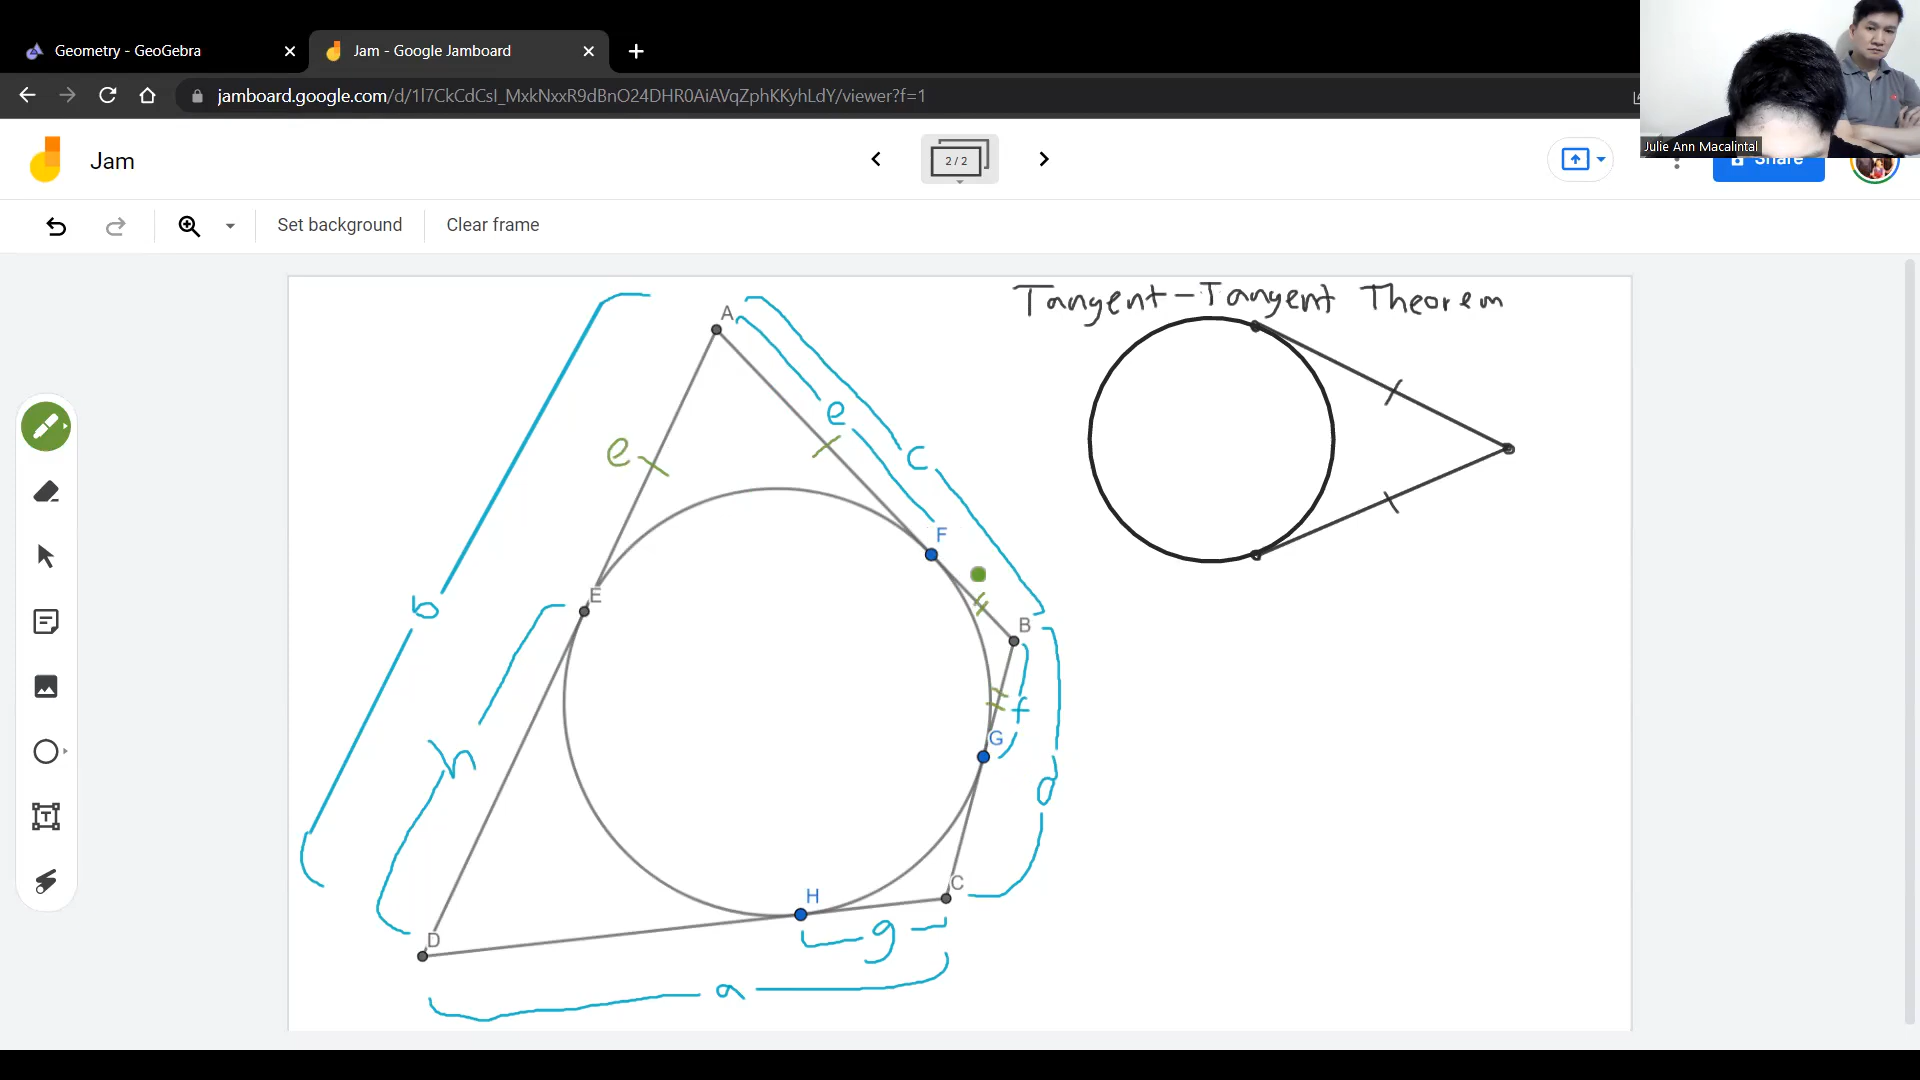 Geometry - GeoGebra
Jam - Google Jamboard
jamboard.google.com/d/1l7CkCdCsI_MxkNxxR9dBnO24DHR0AiAVqZphKKyhLdY/viewer?f=1
Julie Ann Macalintal
Jam
2 / 2
Share
Set background
Clear frame
Tangent-Tangent Theorem
A
e
c
e
F
b
E
B
f
h
G
d
H
C
D
g
a